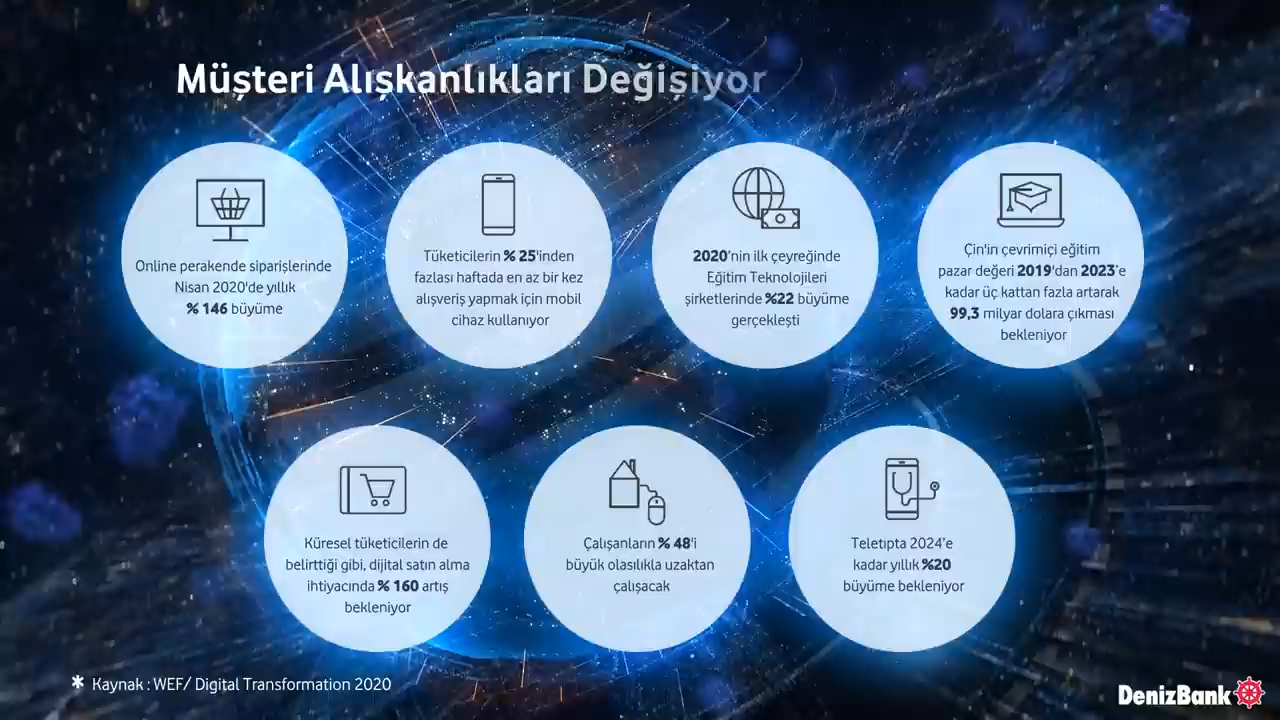 Müşteri Alışkanlıkları Değişiyor
Online perakende siparişlerinde
Nisan 2020'de yıllık
% 146 büyüme
Tüketicilerin % 25'inden
fazlası haftada en az bir kez
alışveriş yapmak için mobil
cihaz kullanıyor
2020'nin ilk çeyreğinde
Eğitim Teknolojileri
şirketlerinde %22 büyüme
gerçekleşti
Çin'in çevrimiçi eğitim
pazar değeri 2019'dan 2023'e
kadar üç kattan fazla artarak
99,3 milyar dolara çıkması
bekleniyor
Küresel tüketicilerin de
belirttiği gibi, dijital satın alma
ihtiyacında % 160 artış
bekleniyor
Çalışanların % 48'i
büyük olasılıkla uzaktan
çalışacak
Teletıpta 2024'e
kadar yıllık %20
büyüme bekleniyor
* Kaynak : WEF/ Digital Transformation 2020
DenizBank